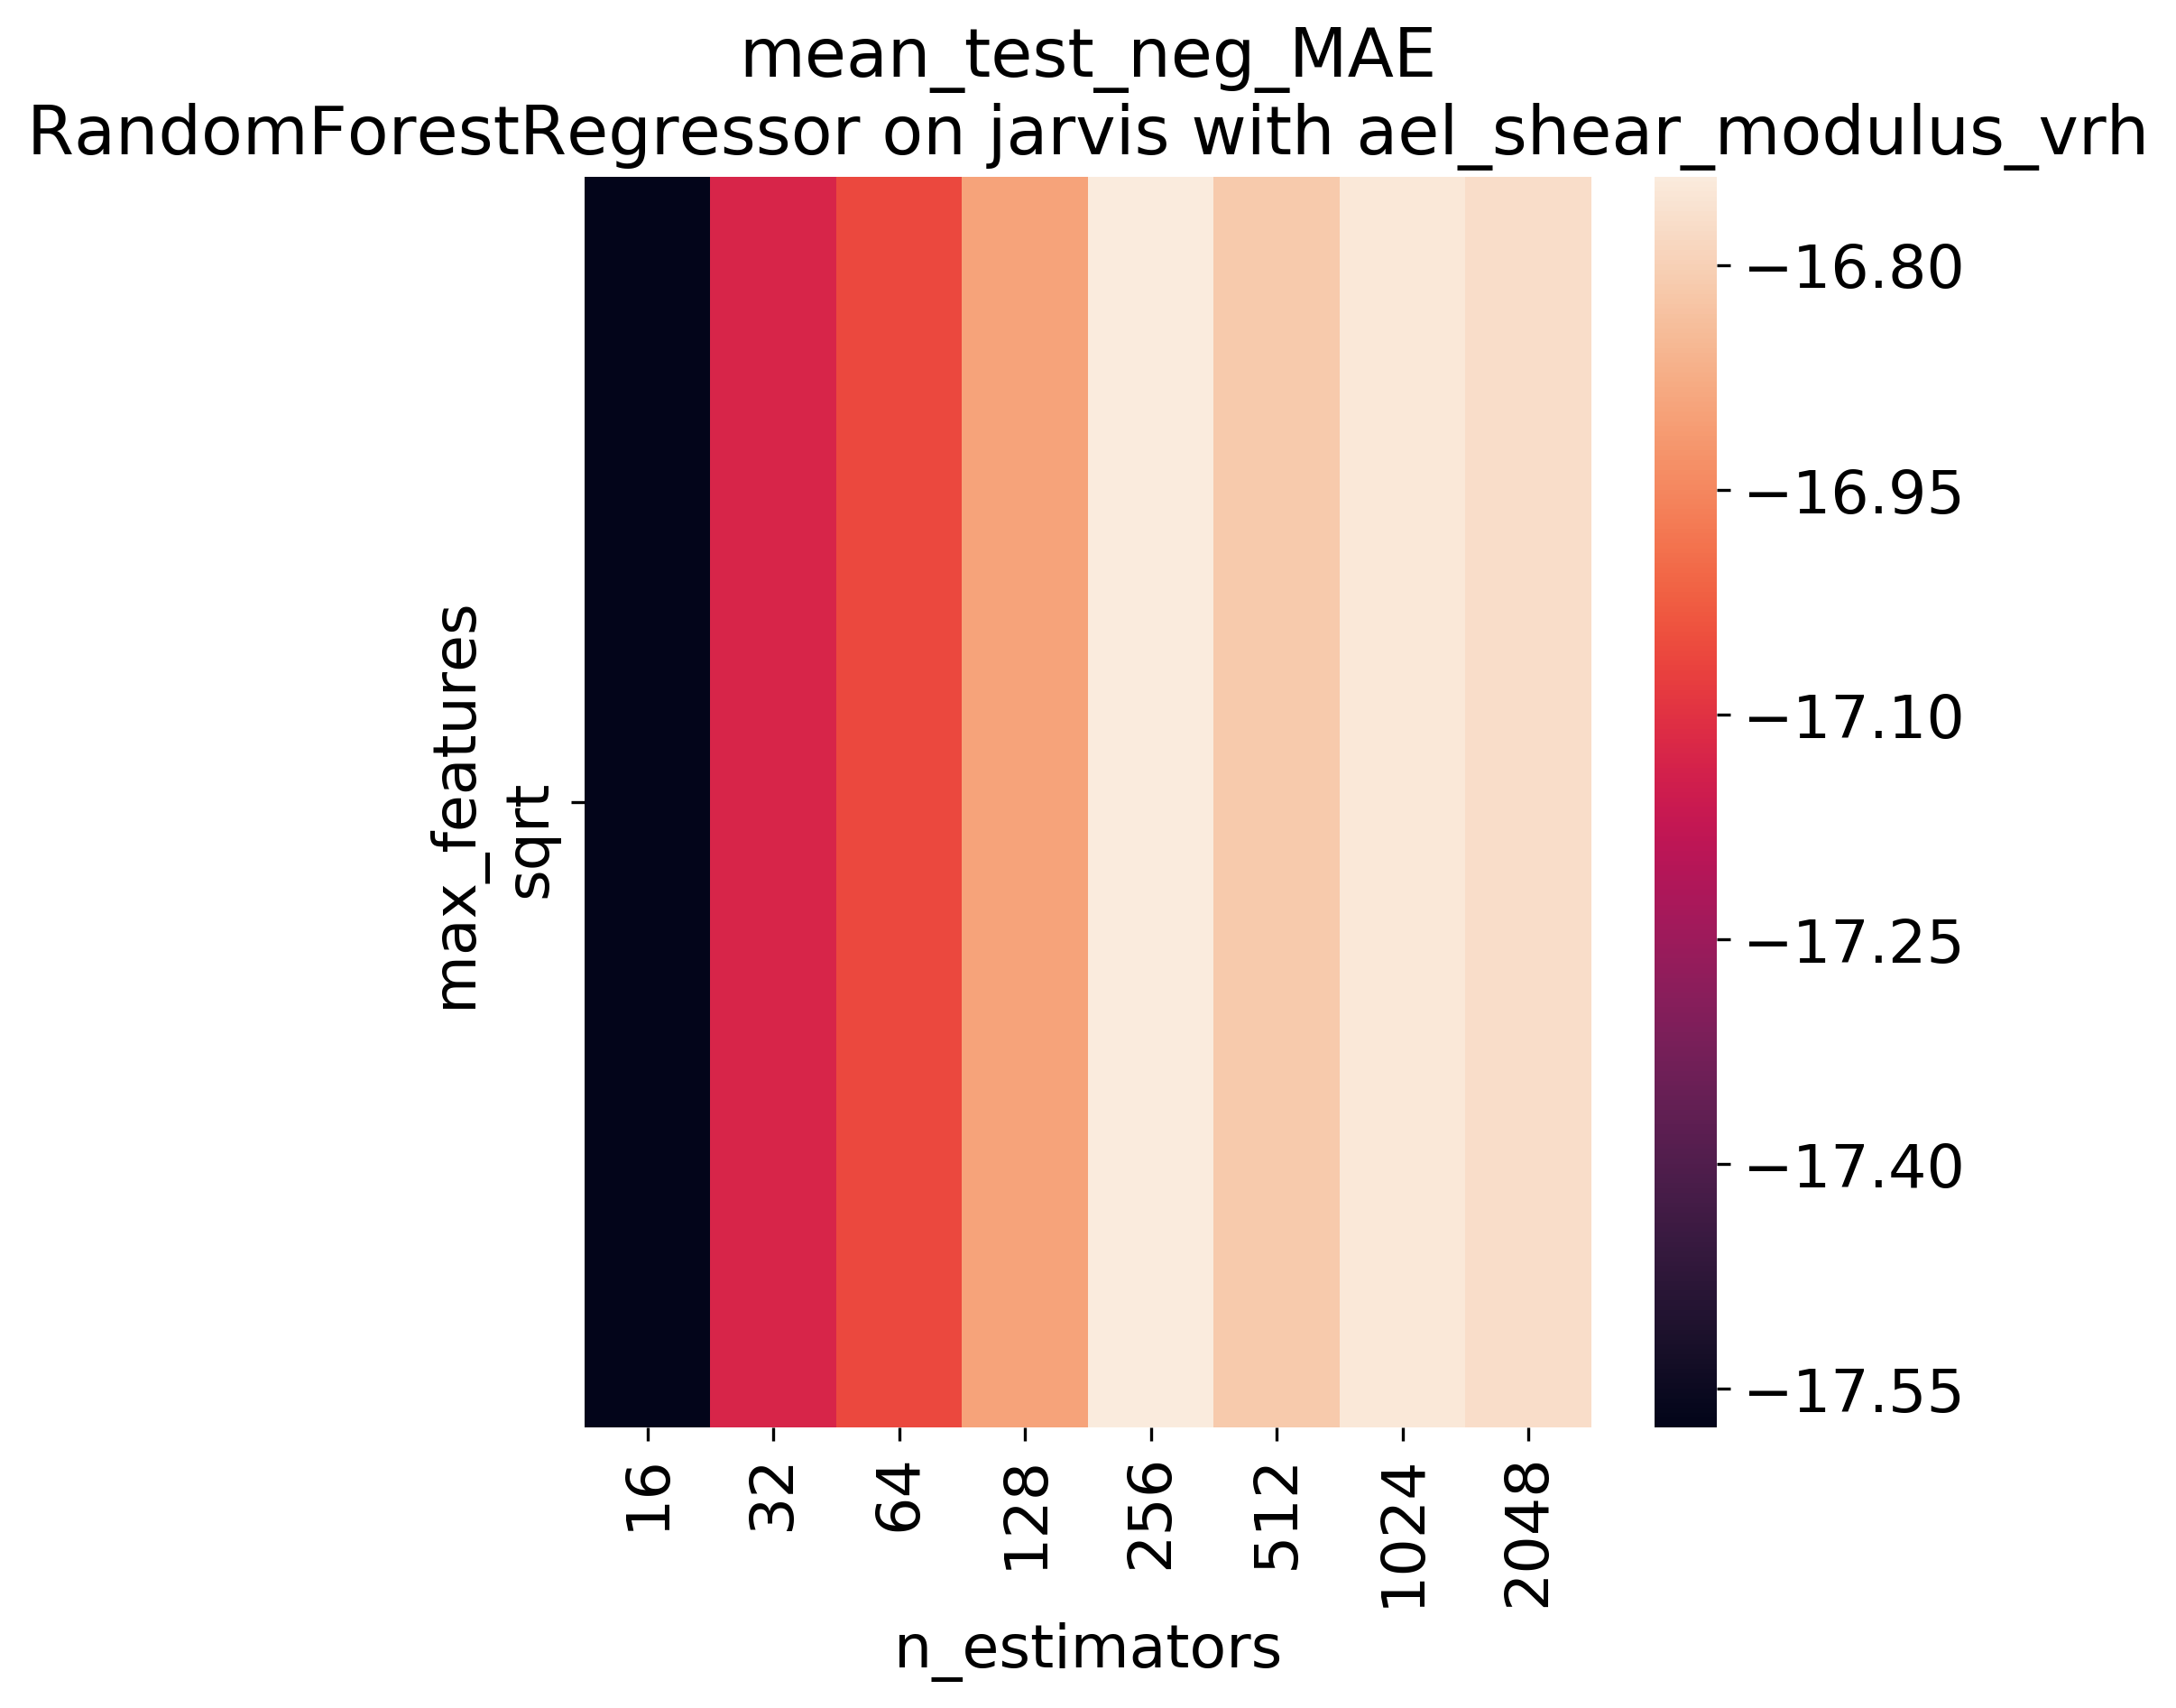 mean_test_neg_MAE
RandomForestRegressor on jarvis with ael_shear_modulus_vrh
max_features
sqrt
−16.80
−16.95
−17.10
−17.25
−17.40
−17.55
16
32
64
128
256
512
1024
2048
n_estimators